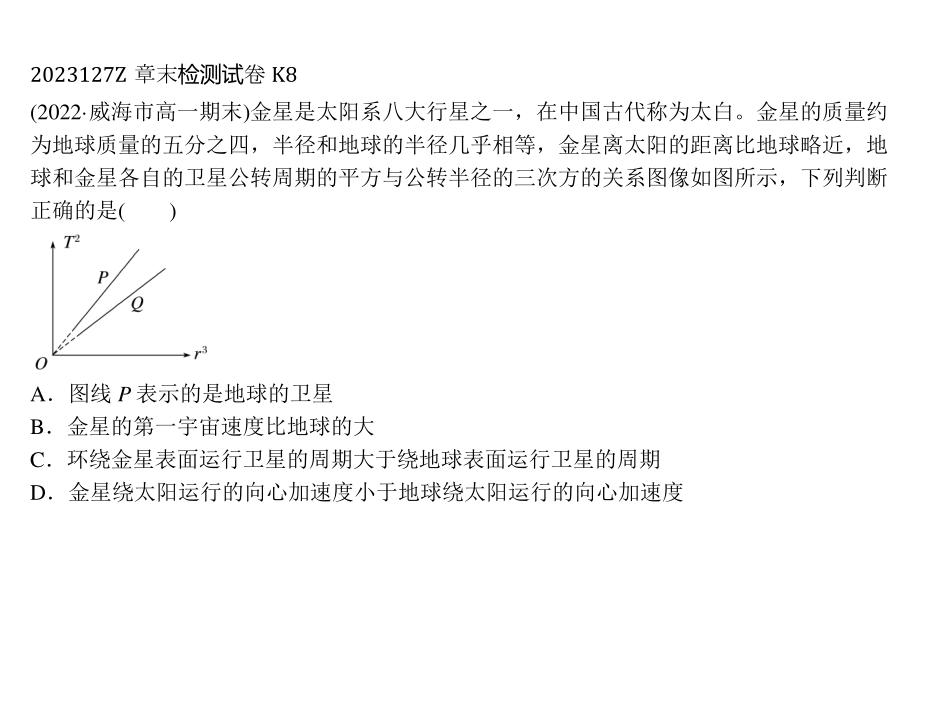 2023127Z 章末检测试卷 K8
(2022·威海市高一期末)金星是太阳系八大行星之一，在中国古代称为太白。金星的质量约
为地球质量的五分之四，半径和地球的半径几乎相等，金星离太阳的距离比地球略近，地
球和金星各自的卫星公转周期的平方与公转半径的三次方的关系图像如图所示，下列判断
正确的是(　　)
T²
P
Q
O
r³
A．图线 P 表示的是地球的卫星
B．金星的第一宇宙速度比地球的大
C．环绕金星表面运行卫星的周期大于绕地球表面运行卫星的周期
D．金星绕太阳运行的向心加速度小于地球绕太阳运行的向心加速度